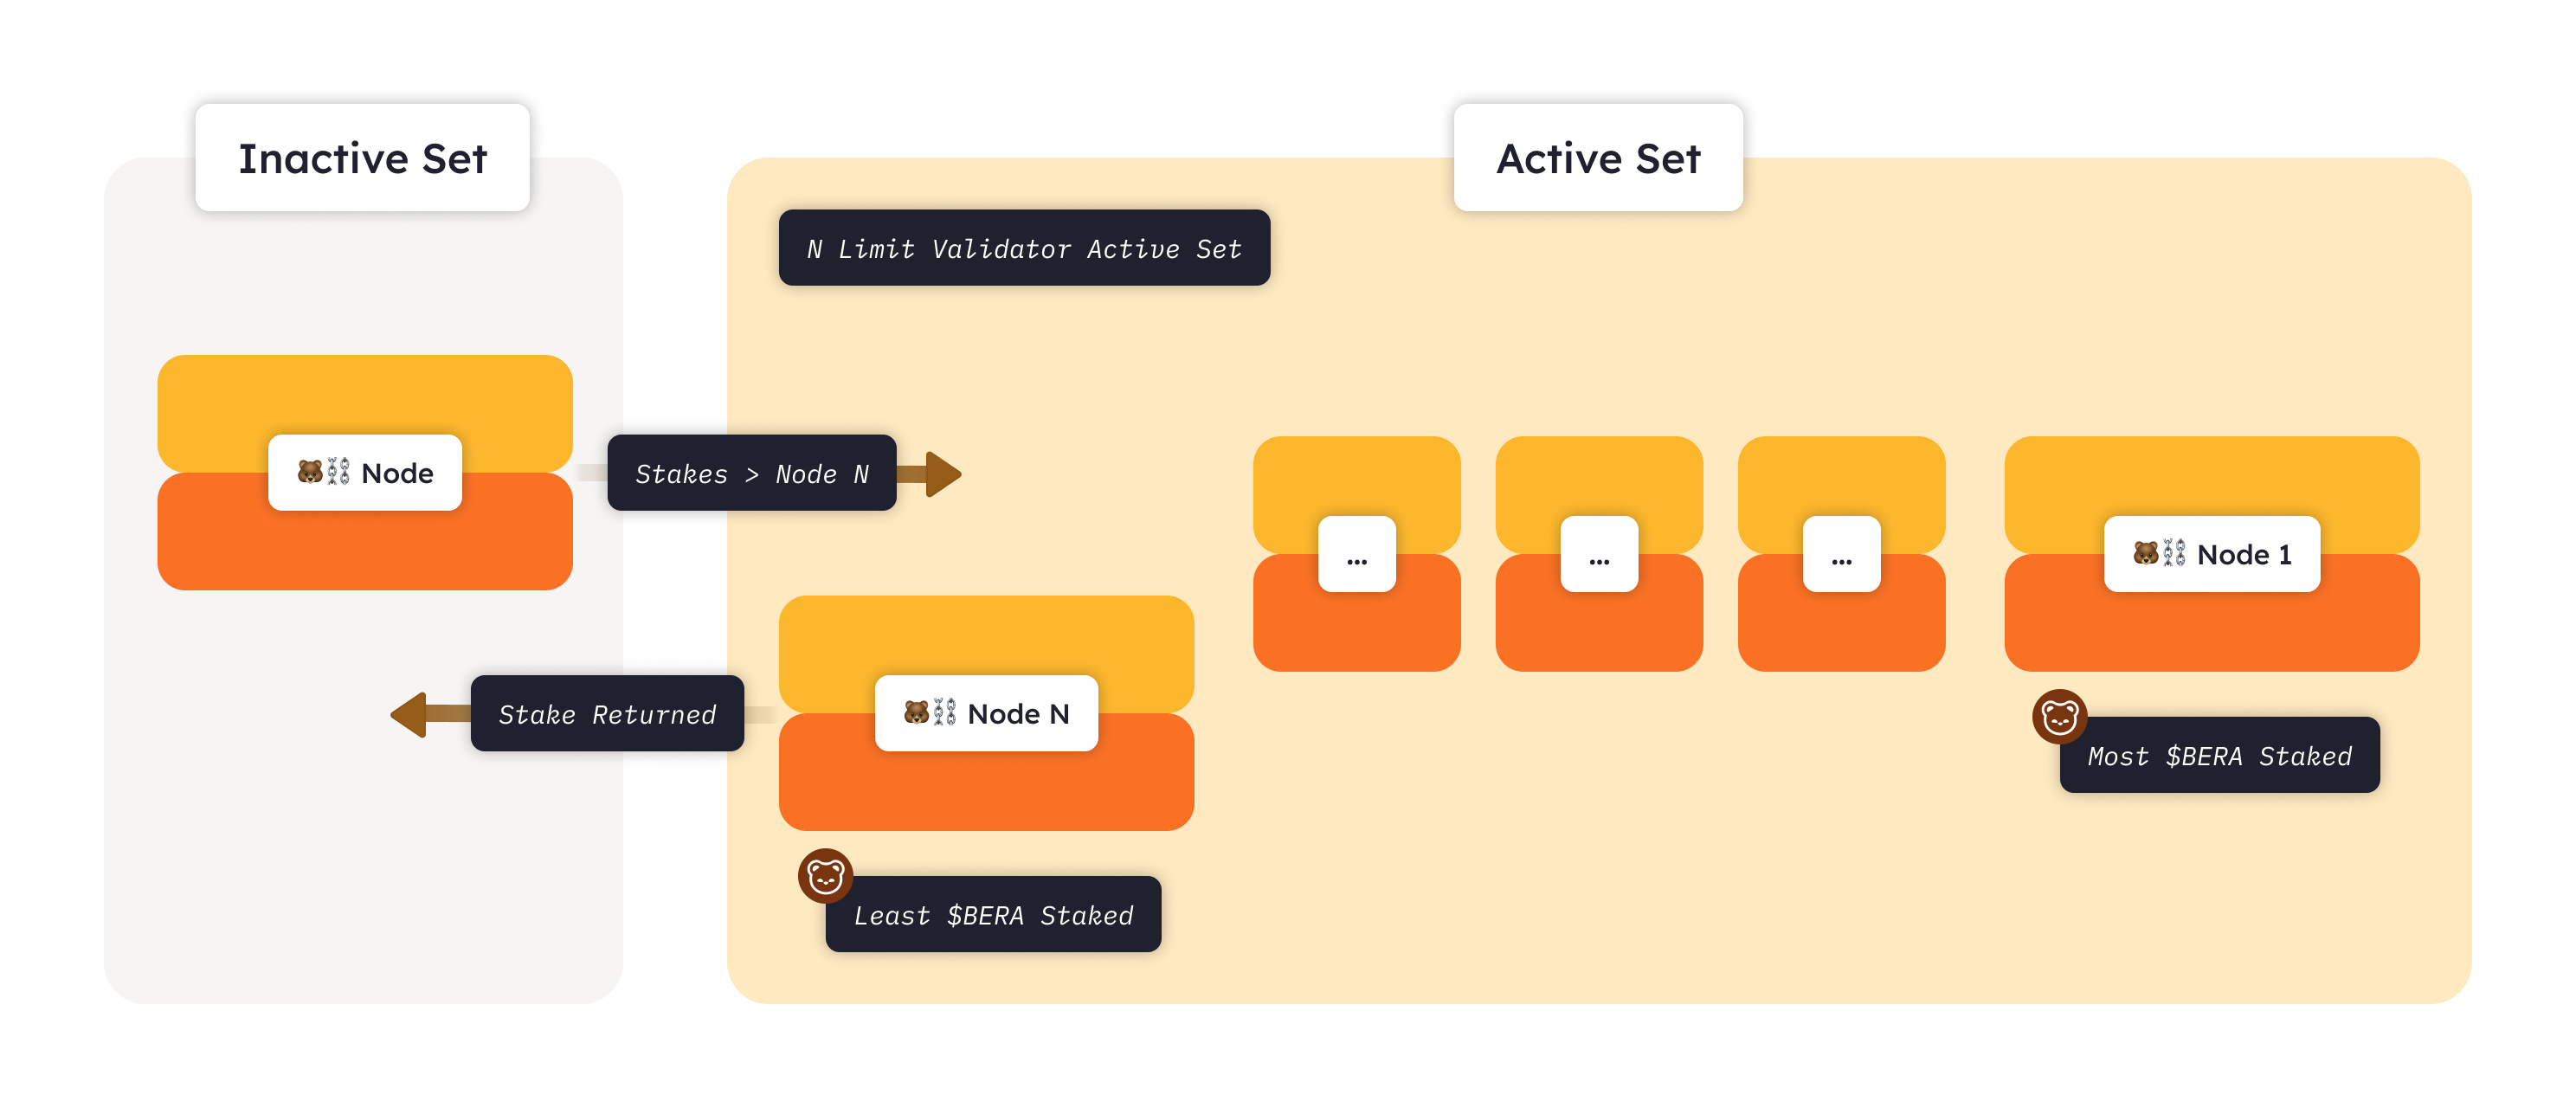 Inactive Set
Active Set
N Limit Validator Active Set
🐻⛓️ Node
Stakes > Node N
...
...
...
🐻⛓️ Node 1
Stake Returned
🐻⛓️ Node N
Most $BERA Staked
Least $BERA Staked